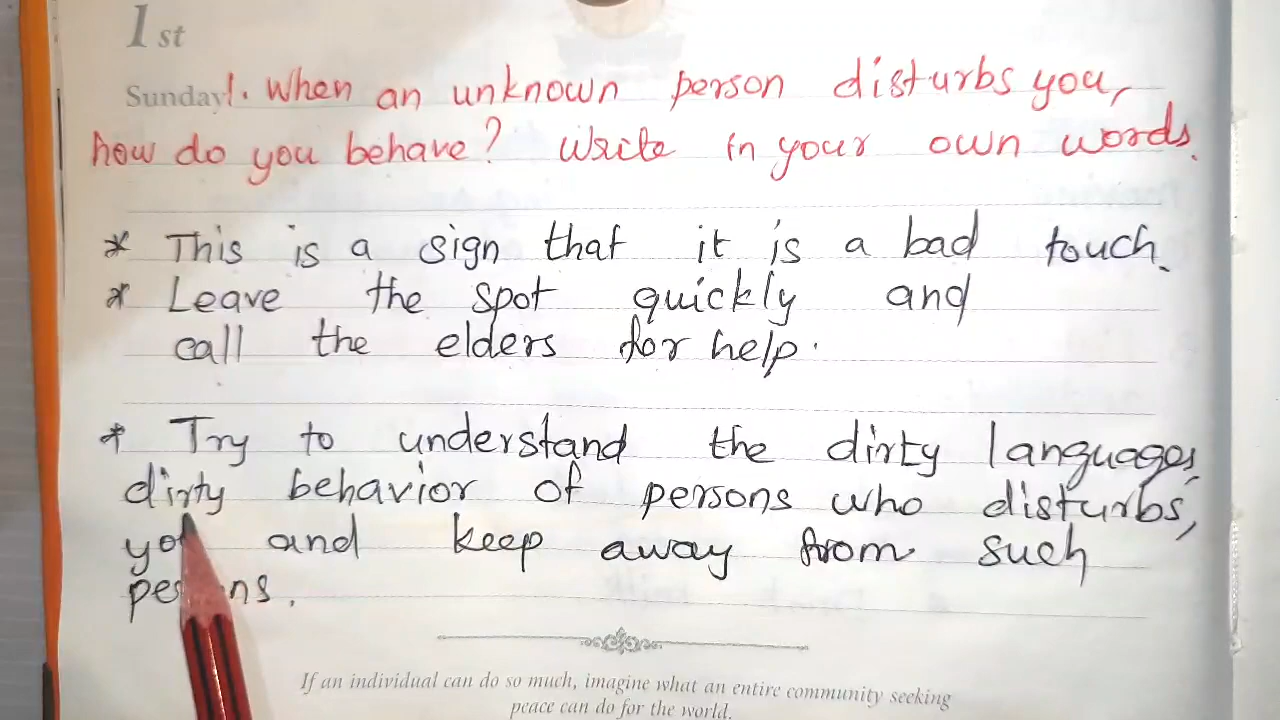 1st
Sunday 1. When an unknown person disturbs you,
how do you behave? Write in your own words.
* This is a sign that it is a bad touch.
* Leave the spot quickly and
call the elders for help.
* Try to understand the dirty languages,
dirty behavior of persons who disturbs,
and keep away from such
If an individual can do so much, imagine what an entire community seeking
peace can do for the world.